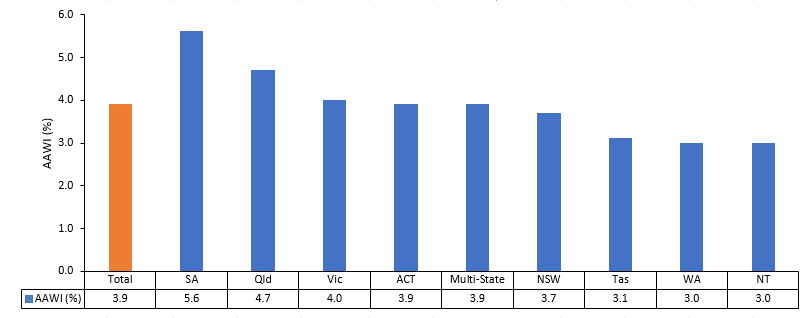 6.0
5.0
4.0
3.0
2.0
1.0
0.0
AAWI (%)
Total SA Qld Vic ACT Multi-State NSW Tas WA NT
AAWI (%) 3.9 5.6 4.7 4.0 3.9 3.9 3.7 3.1 3.0 3.0